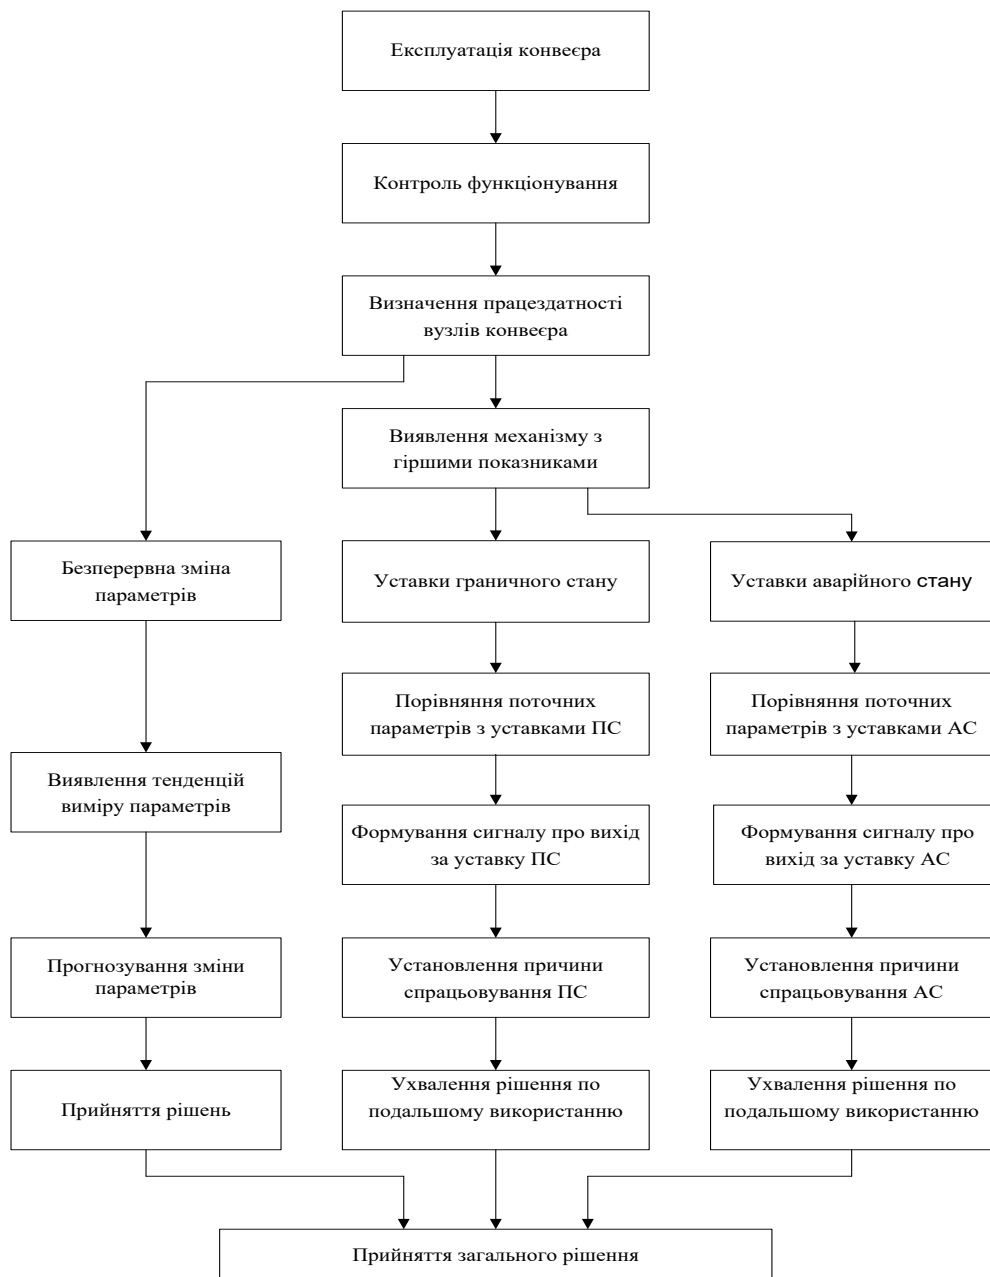 Експлуатація конвеєра
Контроль функціонування
Визначення працездатності
вузлів конвеєра
Виявлення механізму з
гіршими показниками
Безперервна зміна
параметрів
Уставки граничного стану
Уставки аварійного стану
Порівняння поточних
параметрів з уставками ПС
Порівняння поточних
параметрів з уставками АС
Виявлення тенденцій
виміру параметрів
Формування сигналу про вихід
за уставку ПС
Формування сигналу про
вихід за уставку АС
Прогнозування зміни
параметрів
Установлення причини
спрацьовування ПС
Установлення причини
спрацьовування АС
Прийняття рішень
Ухвалення рішення по
подальшому використанню
Ухвалення рішення по
подальшому використанню
Прийняття загального рішення